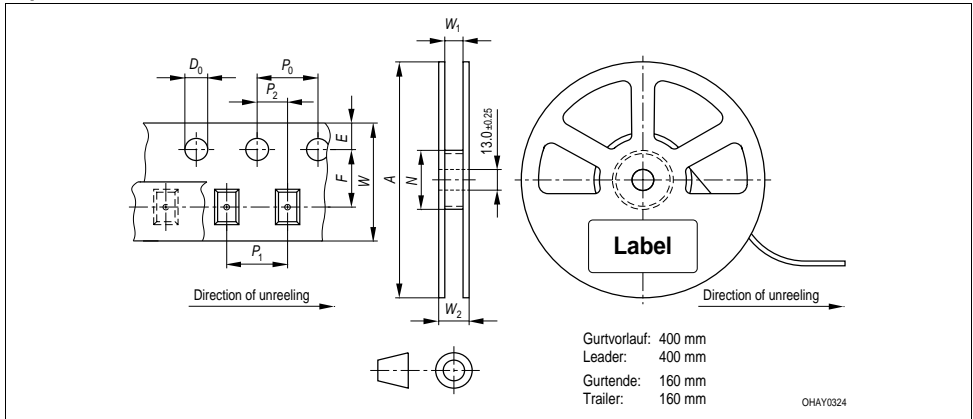 W1
D0
P0
P2
E
F
W
A
N
13.0 ±0.25
P1
W2
Label
Direction of unreeling
Direction of unreeling
Gurtvorlauf: 400 mm
Leader: 400 mm
Gurtende: 160 mm
Trailer: 160 mm
OHAY0324